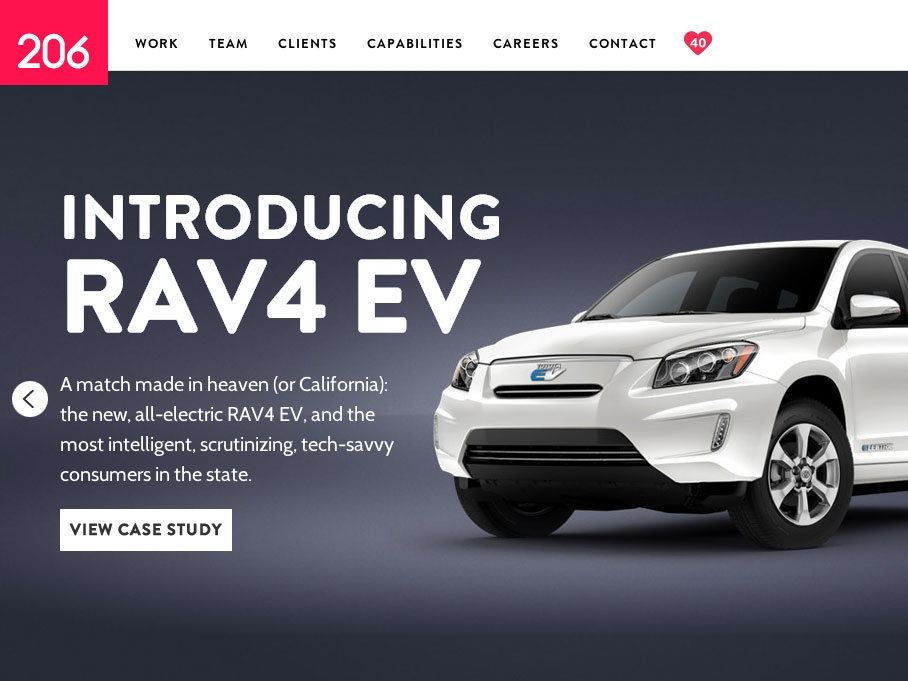 206
WORK TEAM CLIENTS CAPABILITIES CAREERS CONTACT 40
INTRODUCING
RAV4 EV
A match made in heaven (or California):
the new, all-electric RAV4 EV, and the
most intelligent, scrutinizing, tech-savvy
consumers in the state.
VIEW CASE STUDY
EV